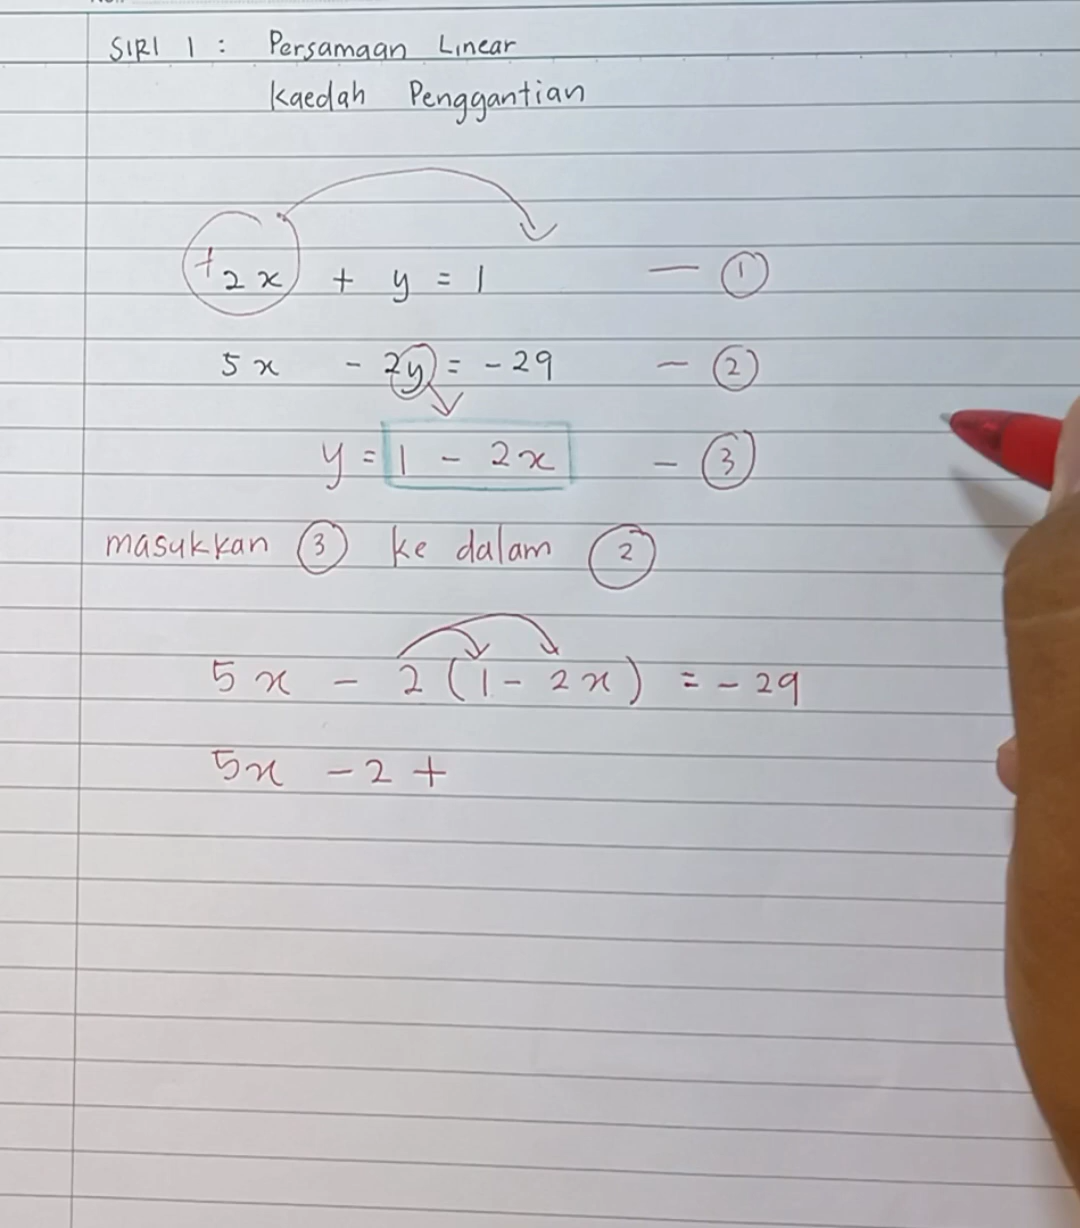 SIRI 1 : Persamaan Linear
Kaedah Penggantian
+2x + y = 1 — ①
5x - 2y = -29 — ②
y = 1 - 2x — ③
masukkan ③ ke dalam ②
5x - 2(1 - 2x) = -29
5x - 2 +